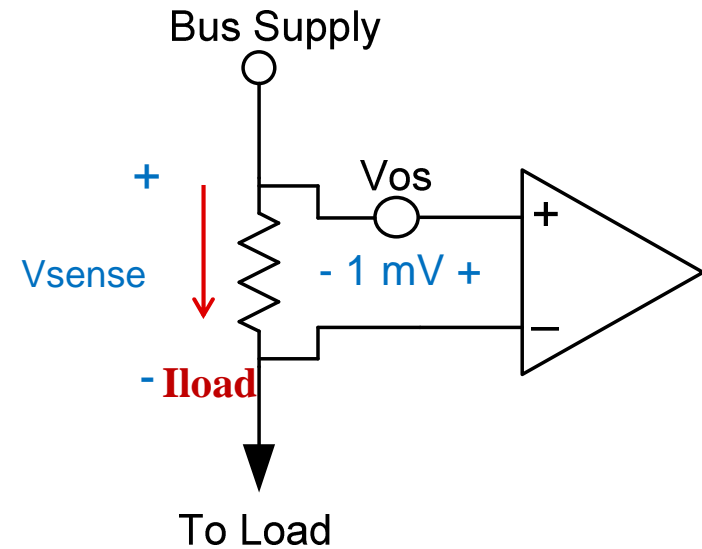 Bus Supply
+
Vos
+
Vsense
- 1 mV +
–
- Iload
To Load